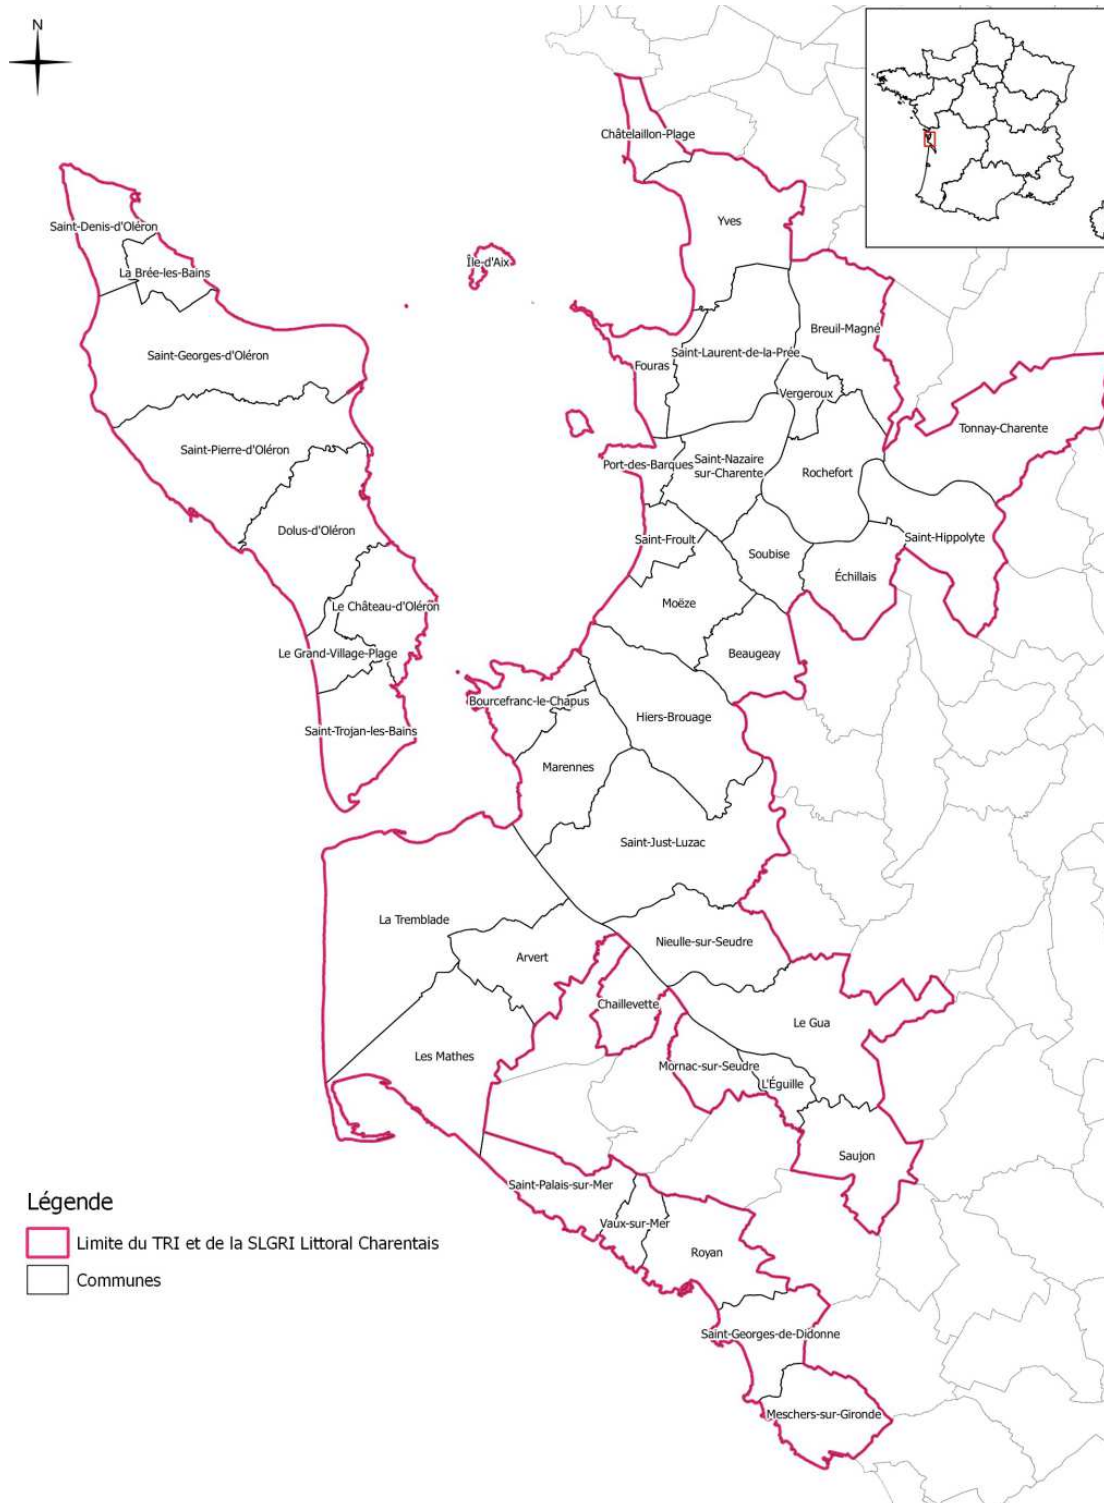 N
Châtelaillon-Plage
Yves
Saint-Denis-d'Oléron
La Brée-les-Bains
Île-d'Aix
Breuil-Magné
Saint-Laurent-de-la-Prée
Saint-Georges-d'Oléron
Fouras
Vergeroux
Tonnay-Charente
Saint-Pierre-d'Oléron
Port-des-Barques
Saint-Nazaire
sur-Charente
Rochefort
Dolus-d'Oléron
Saint-Froult
Saint-Hippolyte
Soubise
Échillais
Le Château-d'Oléron
Moëze
Le Grand-Village-Plage
Beaugeay
Bourcefranc-le-Chapus
Hiers-Brouage
Saint-Trojan-les-Bains
Marennes
Saint-Just-Luzac
La Tremblade
Nieulle-sur-Seudre
Arvert
Chaillevette
Le Gua
Les Mathes
Mornac-sur-Seudre
L'Éguille
Saujon
Saint-Palais-sur-Mer
Vaux-sur-Mer
Royan
Saint-Georges-de-Didonne
Meschers-sur-Gironde
Légende
Limite du TRI et de la SLGRI Littoral Charentais
Communes